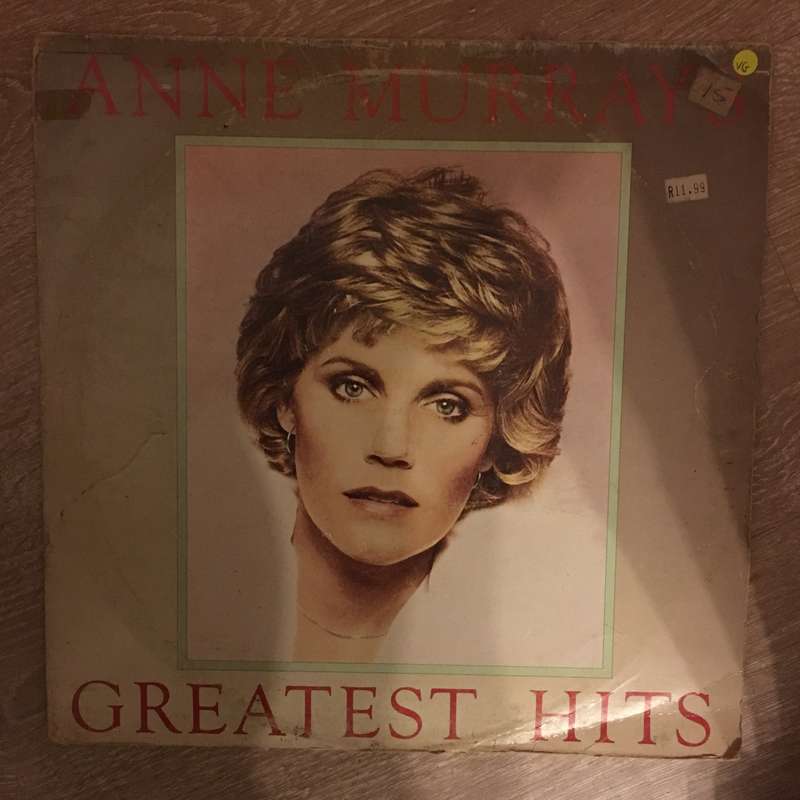 ANNE MURRAY'S
VG
15
R11.99
GREATEST HITS